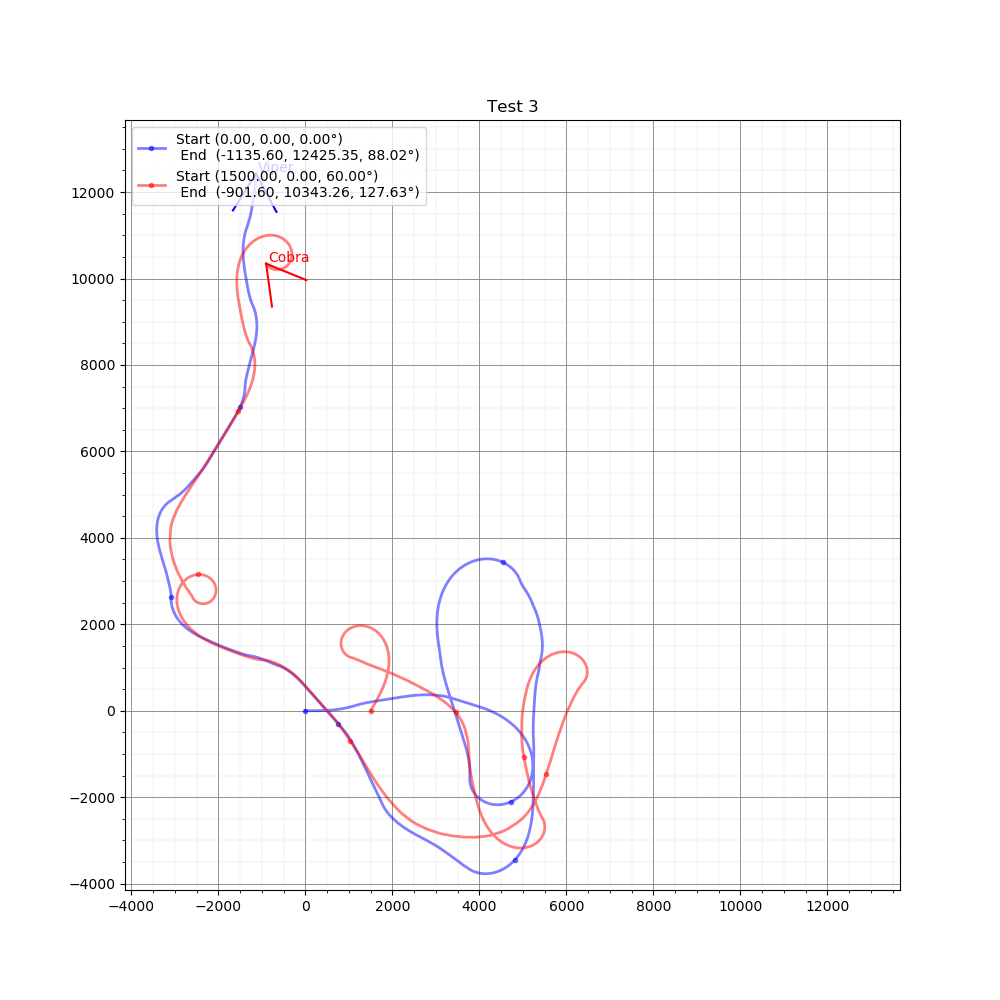 Test 3
Start (0.00, 0.00, 0.00°)
End (-1135.60, 12425.35, 88.02°)
Start (1500.00, 0.00, 60.00°)
End (-901.60, 10343.26, 127.63°)
Viper
Cobra
12000
10000
8000
6000
4000
2000
0
−2000
−4000
−4000 −2000 0 2000 4000 6000 8000 10000 12000